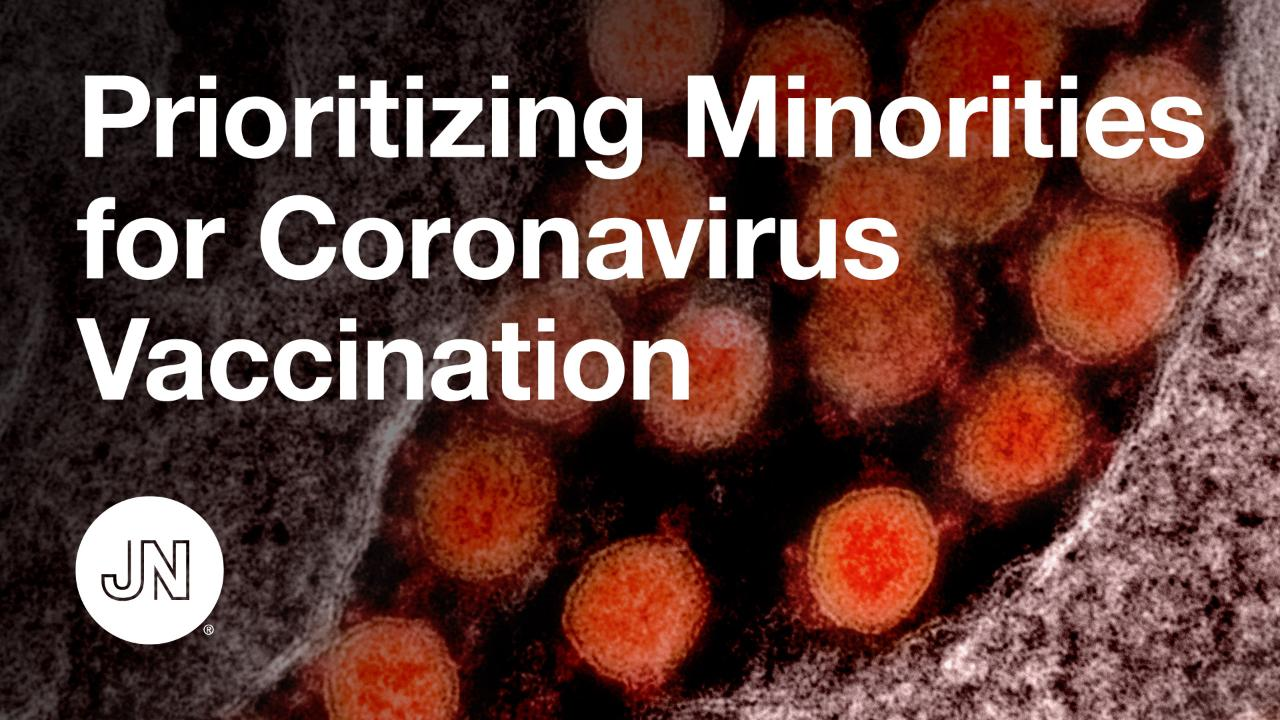 Prioritizing Minorities
for Coronavirus
Vaccination
JN
®